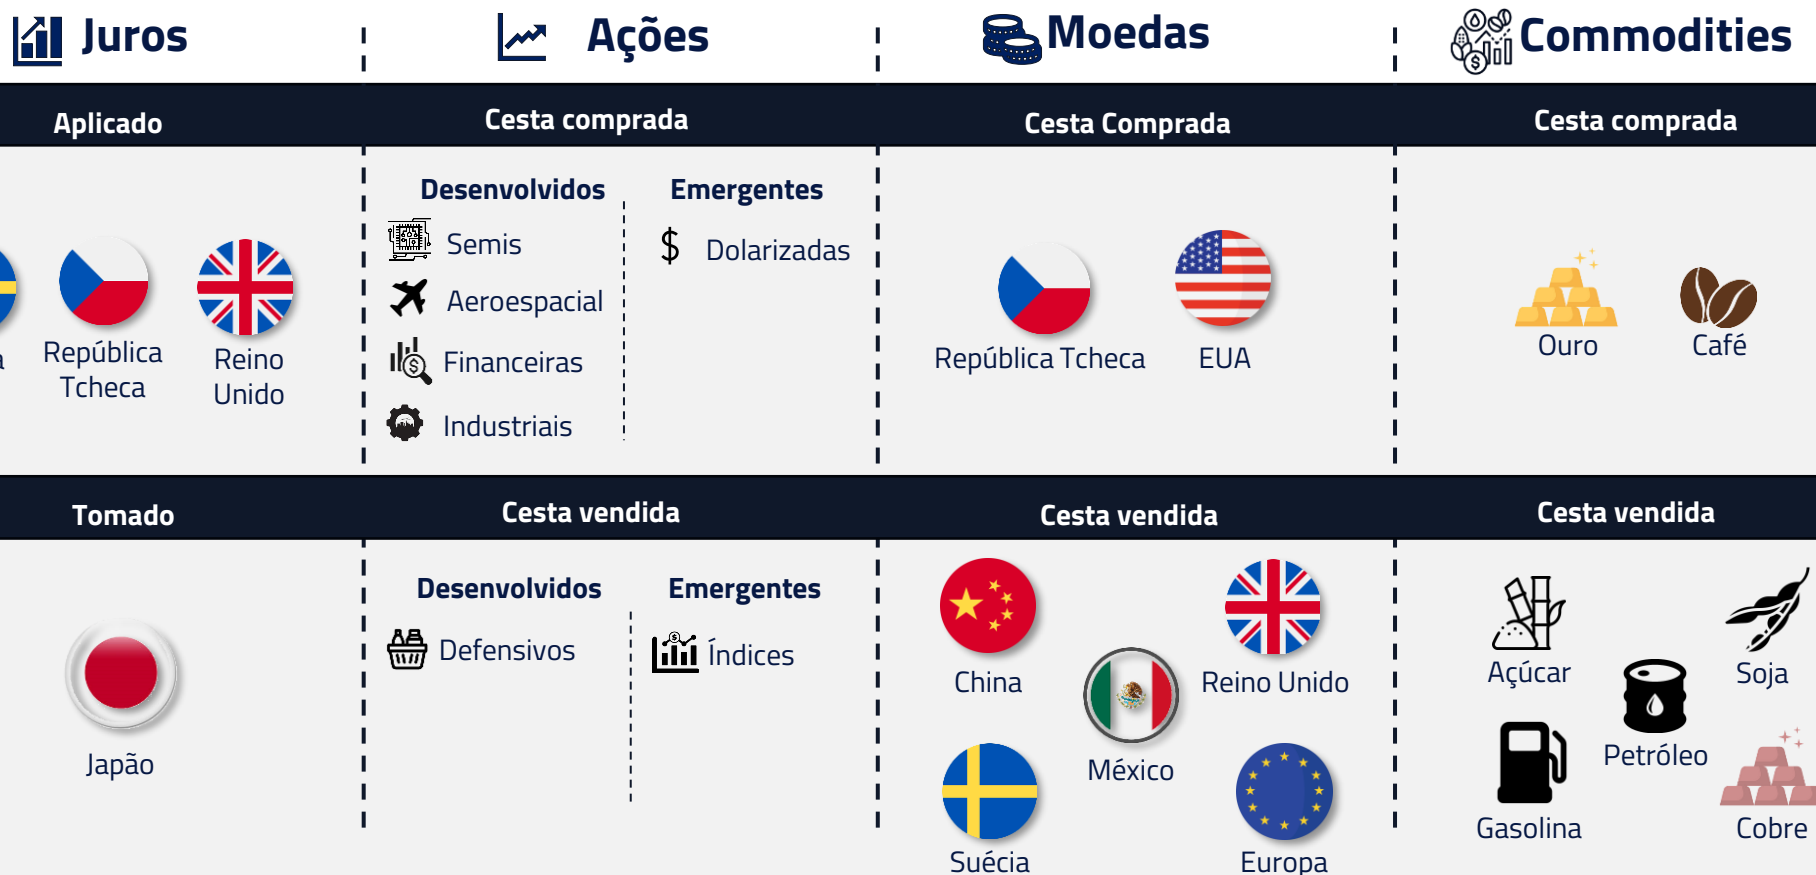 Juros
Ações
Moedas
Commodities
Aplicado
Cesta comprada
Cesta Comprada
Cesta comprada
República
Tcheca
Reino
Unido
Desenvolvidos
Semis
Aeroespacial
Financeiras
Industriais
Emergentes
$ Dolarizadas
República Tcheca
EUA
Ouro
Café
Tomado
Cesta vendida
Cesta vendida
Cesta vendida
Japão
Desenvolvidos
Defensivos
Emergentes
Índices
China
Reino Unido
México
Suécia
Europa
Açúcar
Soja
Petróleo
Gasolina
Cobre